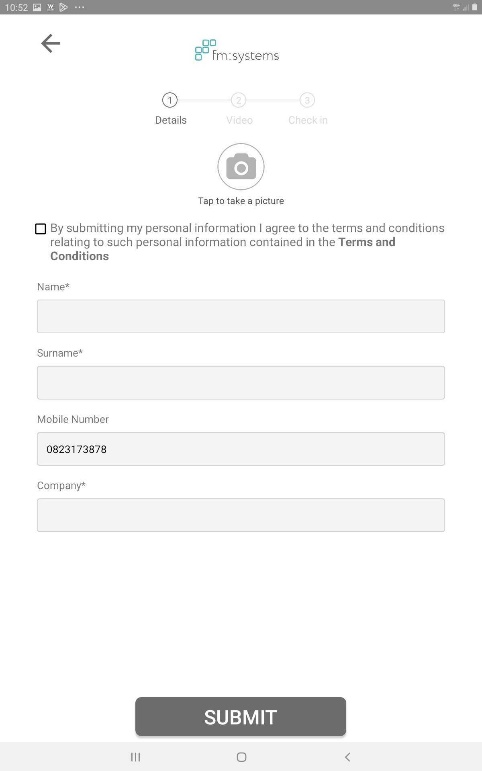 10:52
fm:systems
1 2 3
Details Video Check in
Tap to take a picture
By submitting my personal information I agree to the terms and conditions
relating to such personal information contained in the Terms and
Conditions
Name*
Surname*
Mobile Number
0823173878
Company*
SUBMIT